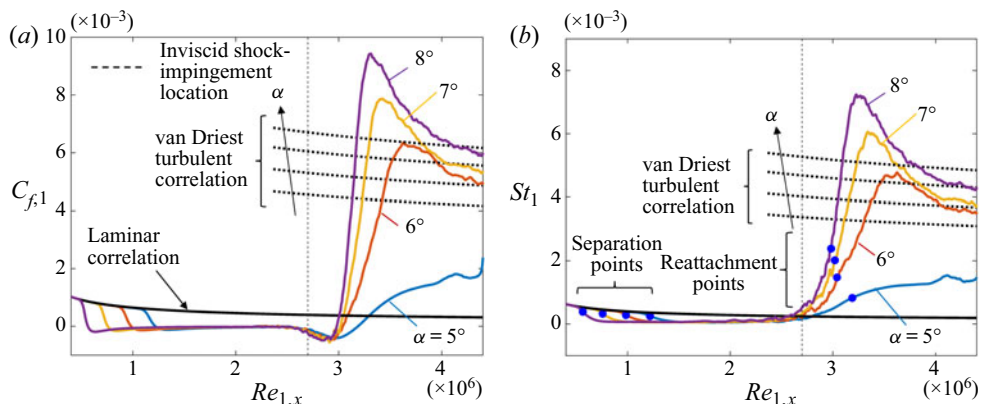 (a)
(×10⁻³)
10
8
6
4
2
0
C_f,1
Inviscid shock-
impingement
location
α
van Driest
turbulent
correlation
Laminar
correlation
8°
7°
6°
α = 5°
1
2
3
4
(×10⁶)
Re_1,x
(b)
(×10⁻³)
8
6
4
2
0
St_1
α
8°
7°
van Driest
turbulent
correlation
Separation
points
Reattachment
points
6°
α = 5°
1
2
3
4
(×10⁶)
Re_1,x